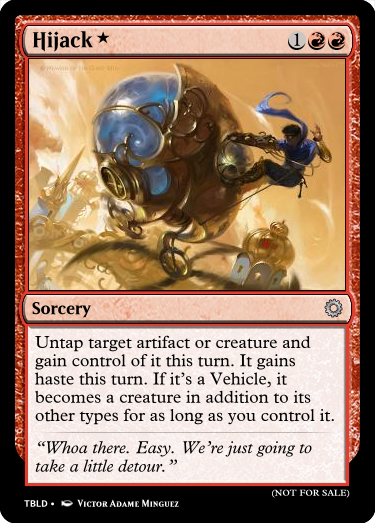 Hijack ★
1
Sorcery
Untap target artifact or creature and
gain control of it this turn. It gains
haste this turn. If it's a Vehicle, it
becomes a creature in addition to its
other types for as long as you control it.
“Whoa there. Easy. We're just going to
take a little detour.”
(NOT FOR SALE)
TBLD • VICTOR ADAME MINGUEZ